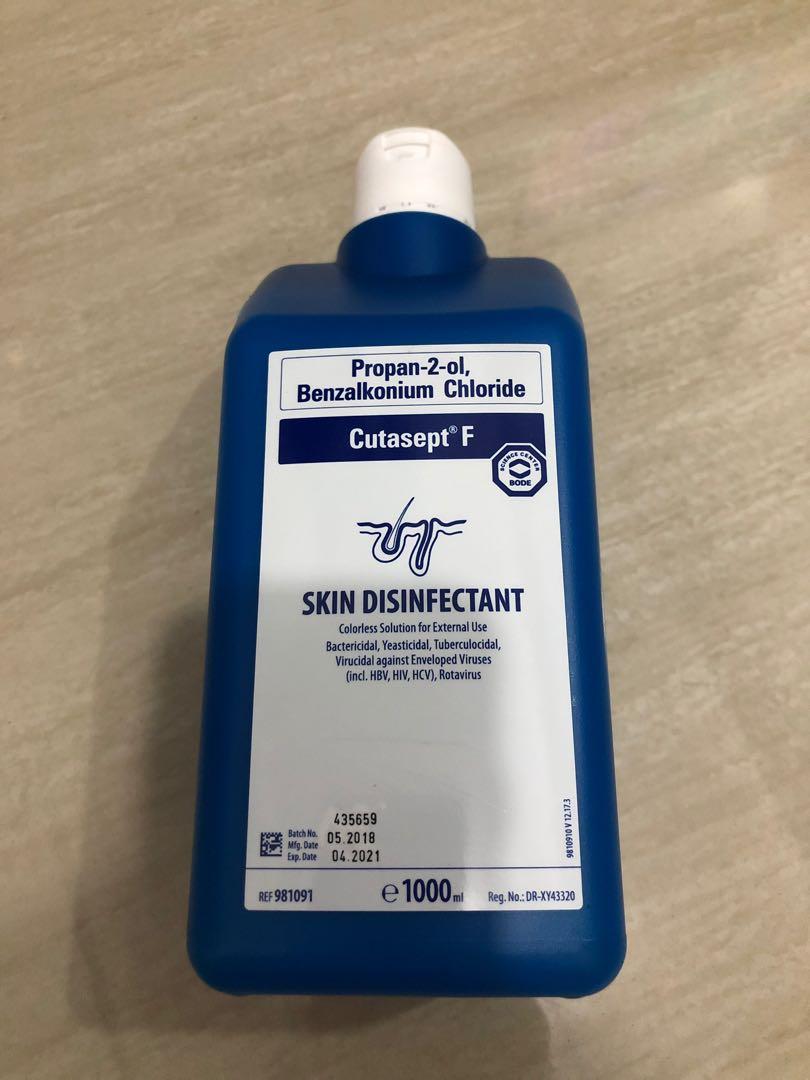 Propan-2-ol,
Benzalkonium Chloride
Cutasept® F
SCIENCE CENTER
BODE
SKIN DISINFECTANT
Colorless Solution for External Use
Bactericidal, Yeasticidal, Tuberculocidal,
Virucidal against Enveloped Viruses
(incl. HBV, HIV, HCV), Rotavirus
435659
Batch No.
Mfg. Date 05.2018
Exp. Date 04.2021
9810910 V 12.17.3
REF 981091
℮ 1000 ml
Reg. No.: DR-XY43320